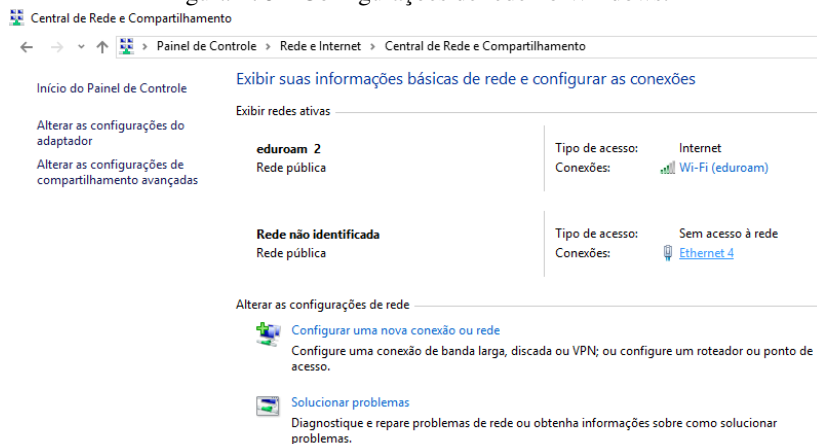 Central de Rede e Compartilhamento
Painel de Controle > Rede e Internet > Central de Rede e Compartilhamento
Início do Painel de Controle
Alterar as configurações do
adaptador
Alterar as configurações de
compartilhamento avançadas
Exibir suas informações básicas de rede e configurar as conexões
Exibir redes ativas
eduroam 2
Rede pública
Tipo de acesso: Internet
Conexões: Wi-Fi (eduroam)
Rede não identificada
Rede pública
Tipo de acesso: Sem acesso à rede
Conexões: Ethernet 4
Alterar as configurações de rede
Configurar uma nova conexão ou rede
Configure uma conexão de banda larga, discada ou VPN; ou configure um roteador ou ponto de
acesso.
Solucionar problemas
Diagnostique e repare problemas de rede ou obtenha informações sobre como solucionar
problemas.